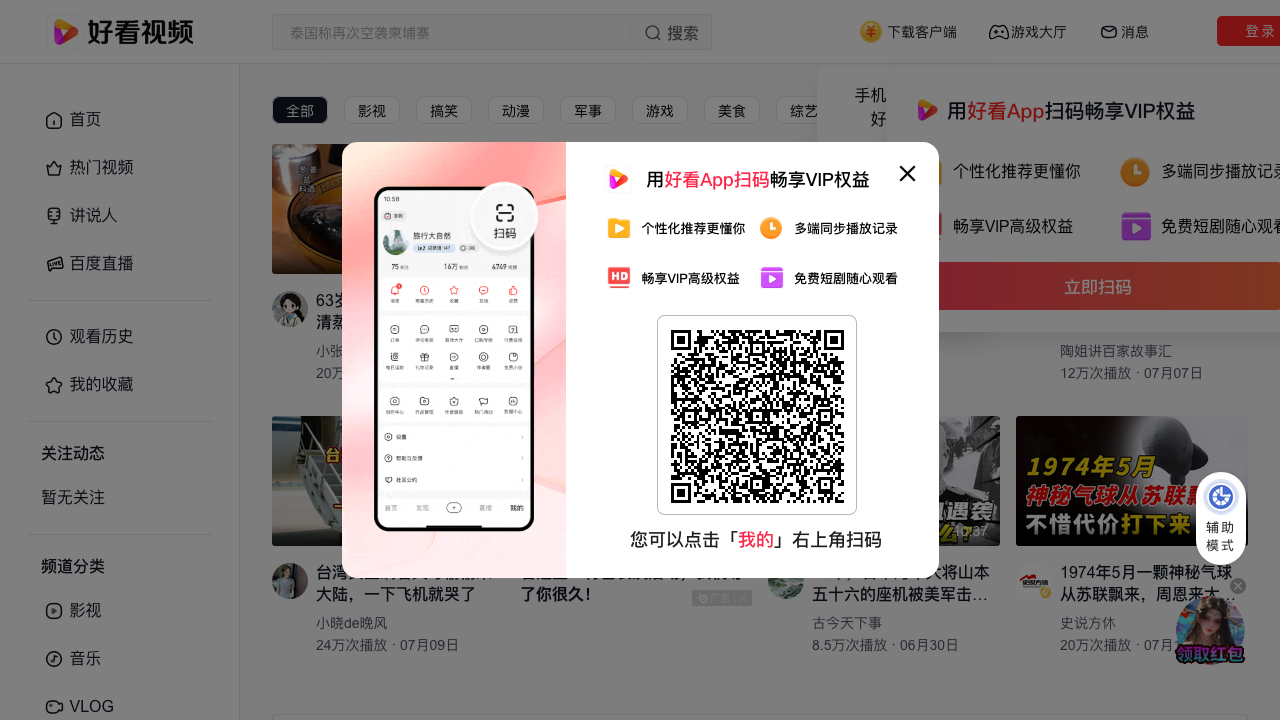 好看视频
泰国称再次空袭柬埔寨
搜索
下载客户端
游戏大厅
消息
登录
首页
热门视频
讲说人
百度直播
观看历史
我的收藏
关注动态
暂无关注
频道分类
影视
音乐
VLOG
全部
影视
搞笑
动漫
军事
游戏
美食
综艺
手机
好
用好看App扫码畅享VIP权益
个性化推荐更懂你
多端同步播放记录
畅享VIP高级权益
免费短剧随心观看
立即扫码
10:58
扫码
旅行大自然
75
16万
4749
首页
发现
直播
我的
设置
帮助与反馈
社区公约
用好看App扫码畅享VIP权益
个性化推荐更懂你
多端同步播放记录
畅享VIP高级权益
免费短剧随心观看
您可以点击「我的」右上角扫码
63岁
清蒸
小张
20万
陶姐讲百家故事汇
12万次播放 · 07月07日
大陆，一下飞机就哭了
小晓de晚风
24万次播放 · 07月09日
了你很久！
广告
10:37
五十六的座机被美军击…
古今天下事
8.5万次播放 · 06月30日
1974年5月
神秘气球从苏联飘
不惜代价打下来
1974年5月一颗神秘气球
从苏联飘来，周恩来大…
史说方休
20万次播放 · 07月
辅助
模式
领取红包